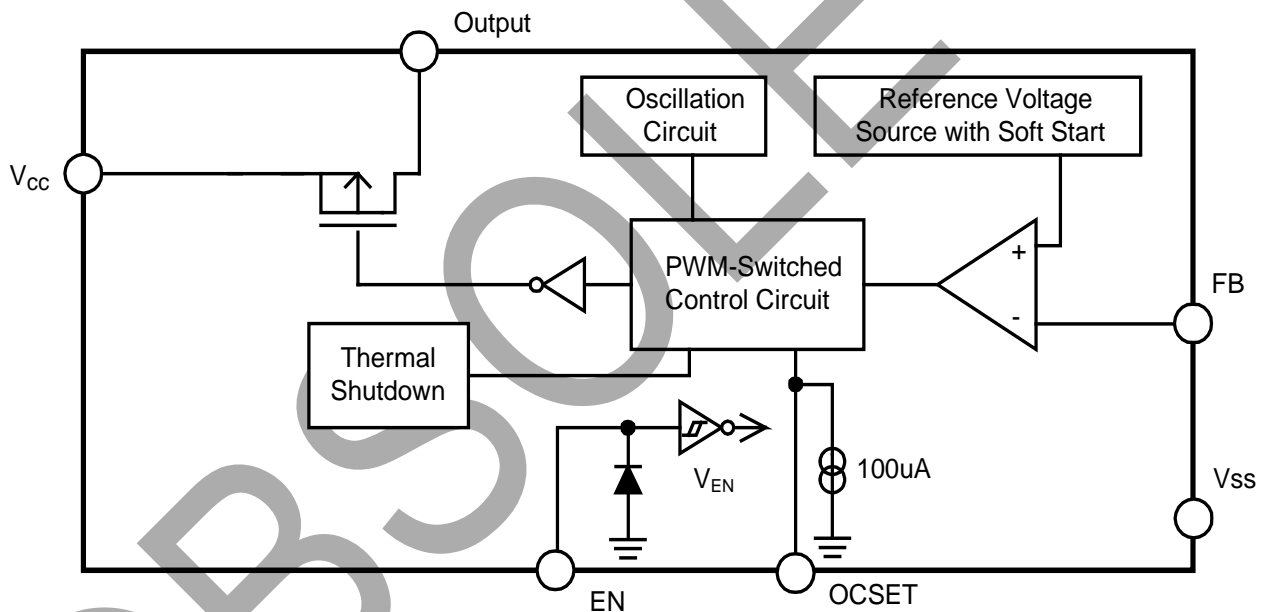 Output
Oscillation
Circuit
Reference Voltage
Source with Soft Start
Vcc
PWM-Switched
Control Circuit
+
-
FB
Thermal
Shutdown
VEN
100uA
Vss
EN
OCSET
OBSOLE